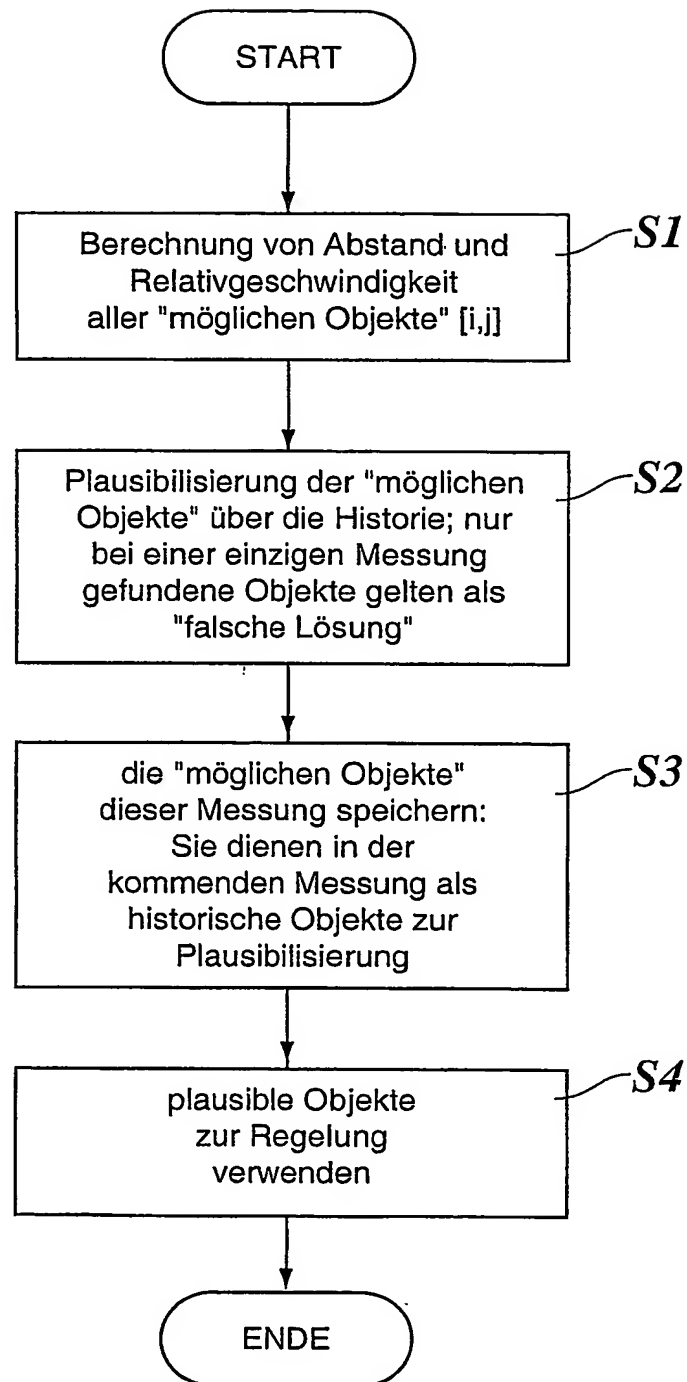 START
Berechnung von Abstand und
Relativgeschwindigkeit
aller "möglichen Objekte" [i,j]
S1
Plausibilisierung der "möglichen
Objekte" über die Historie; nur
bei einer einzigen Messung
gefundene Objekte gelten als
"falsche Lösung"
S2
die "möglichen Objekte"
dieser Messung speichern:
Sie dienen in der
kommenden Messung als
historische Objekte zur
Plausibilisierung
S3
plausible Objekte
zur Regelung
verwenden
S4
ENDE